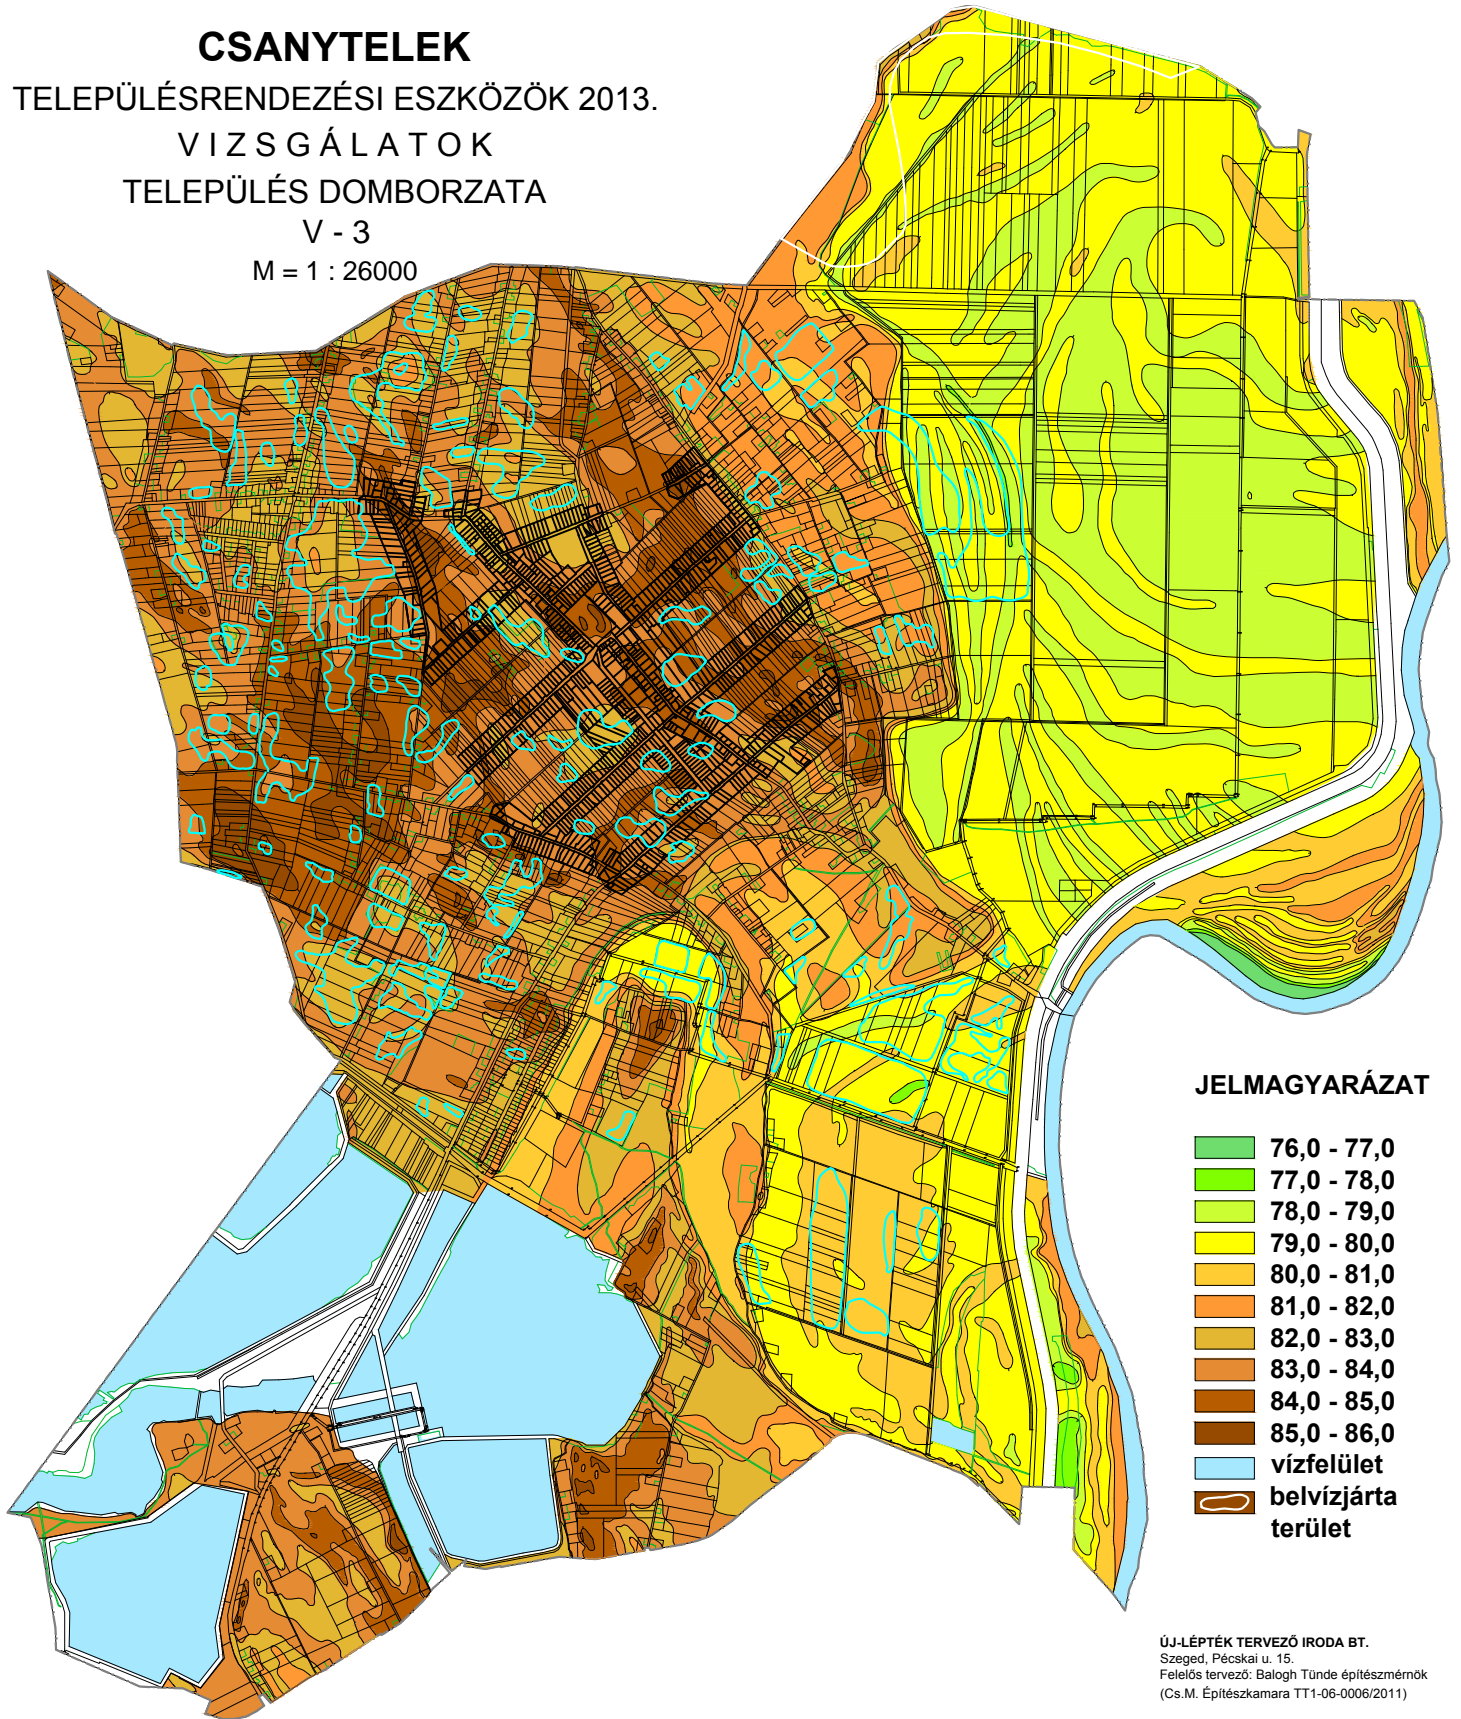 CSANYTELEK
TELEPÜLÉSRENDEZÉSI ESZKÖZÖK 2013.
V I Z S G Á L A T O K
TELEPÜLÉS DOMBORZATA
V - 3
M = 1 : 26000
JELMAGYARÁZAT
76,0 - 77,0
77,0 - 78,0
78,0 - 79,0
79,0 - 80,0
80,0 - 81,0
81,0 - 82,0
82,0 - 83,0
83,0 - 84,0
84,0 - 85,0
85,0 - 86,0
vízfelület
belvízjárta
terület
ÚJ-LÉPTÉK TERVEZŐ IRODA BT.
Szeged, Pécskai u. 15.
Felelős tervező: Balogh Tünde építészmérnök
(Cs.M. Építészkamara TT1-06-0006/2011)